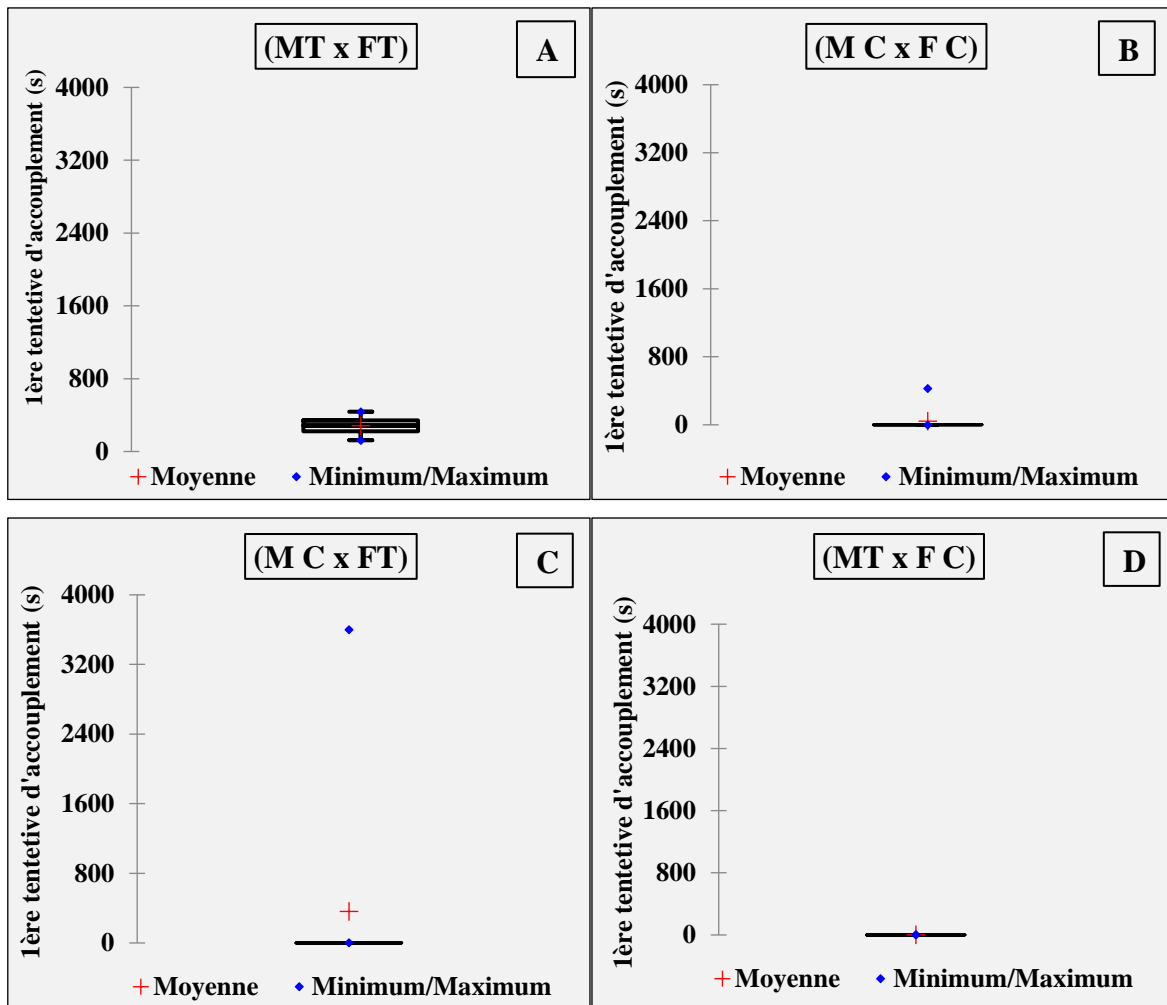 (MT x FT)
A
1ère tentetive d'accouplement (s)
4000
3200
2400
1600
800
0
Moyenne
Minimum/Maximum
(M C x F C)
B
1ère tentetive d'accouplement (s)
4000
3200
2400
1600
800
0
Moyenne
Minimum/Maximum
(M C x FT)
C
1ère tentetive d'accouplement (s)
4000
3200
2400
1600
800
0
Moyenne
Minimum/Maximum
(MT x F C)
D
1ère tentetive d'accouplement (s)
4000
3200
2400
1600
800
0
Moyenne
Minimum/Maximum